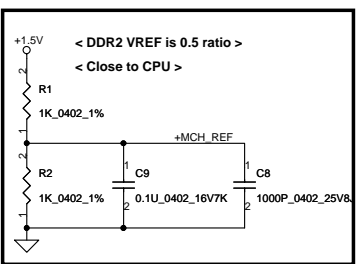 +1.5V
< DDR2 VREF is 0.5 ratio >
< Close to CPU >
2
R1
1K_0402_1%
1
+MCH_REF
2
R2
1K_0402_1%
1
1
C9
0.1U_0402_16V7K
2
1
C8
1000P_0402_25V8J
2